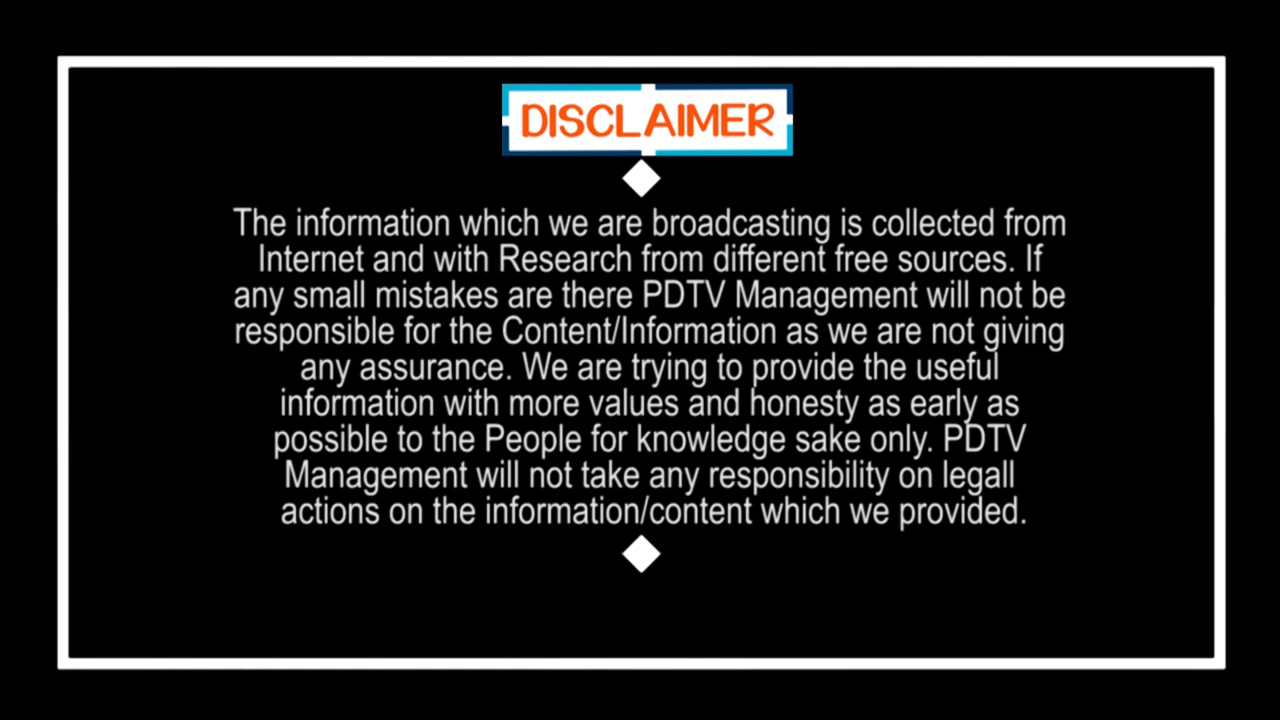 DISCLAIMER
The information which we are broadcasting is collected from
Internet and with Research from different free sources. If
any small mistakes are there PDTV Management will not be
responsible for the Content/Information as we are not giving
any assurance. We are trying to provide the useful
information with more values and honesty as early as
possible to the People for knowledge sake only. PDTV
Management will not take any responsibility on legall
actions on the information/content which we provided.